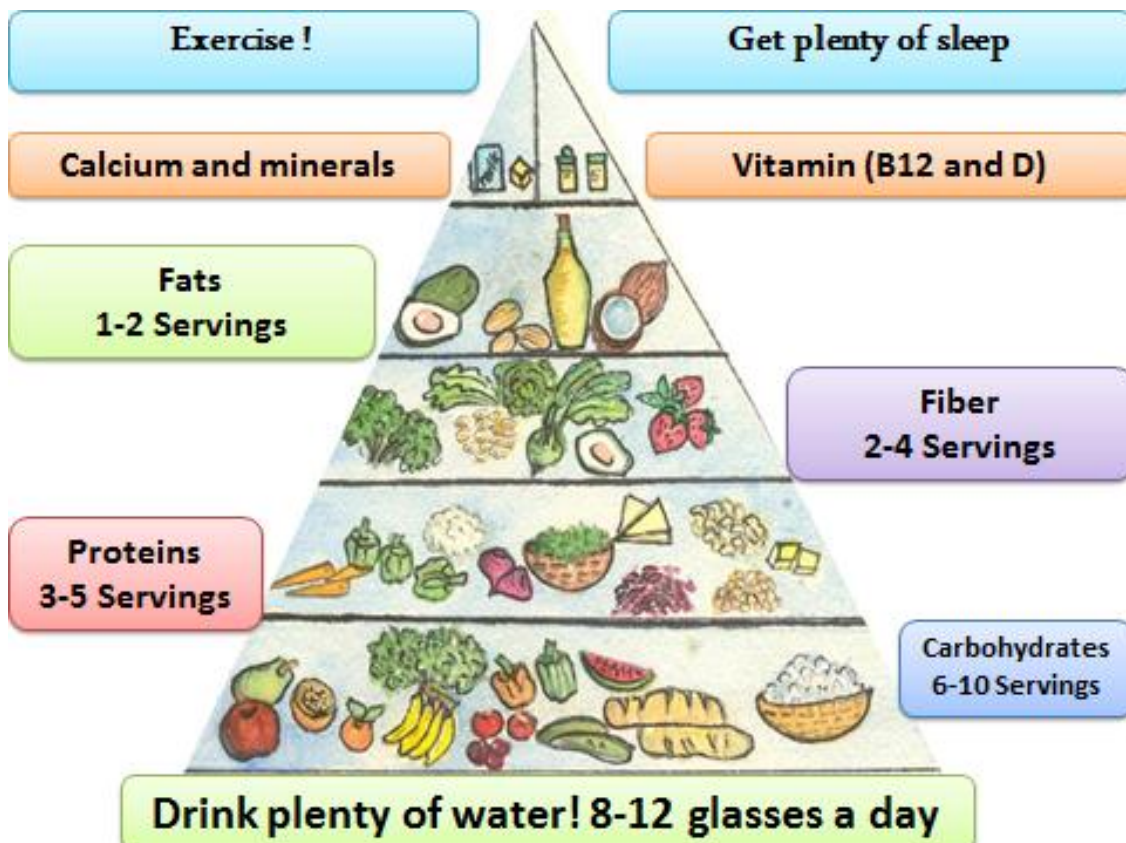 Exercise !
Get plenty of sleep
Calcium and minerals
Vitamin (B12 and D)
Fats
1-2 Servings
Fiber
2-4 Servings
Proteins
3-5 Servings
Carbohydrates
6-10 Servings
Drink plenty of water! 8-12 glasses a day